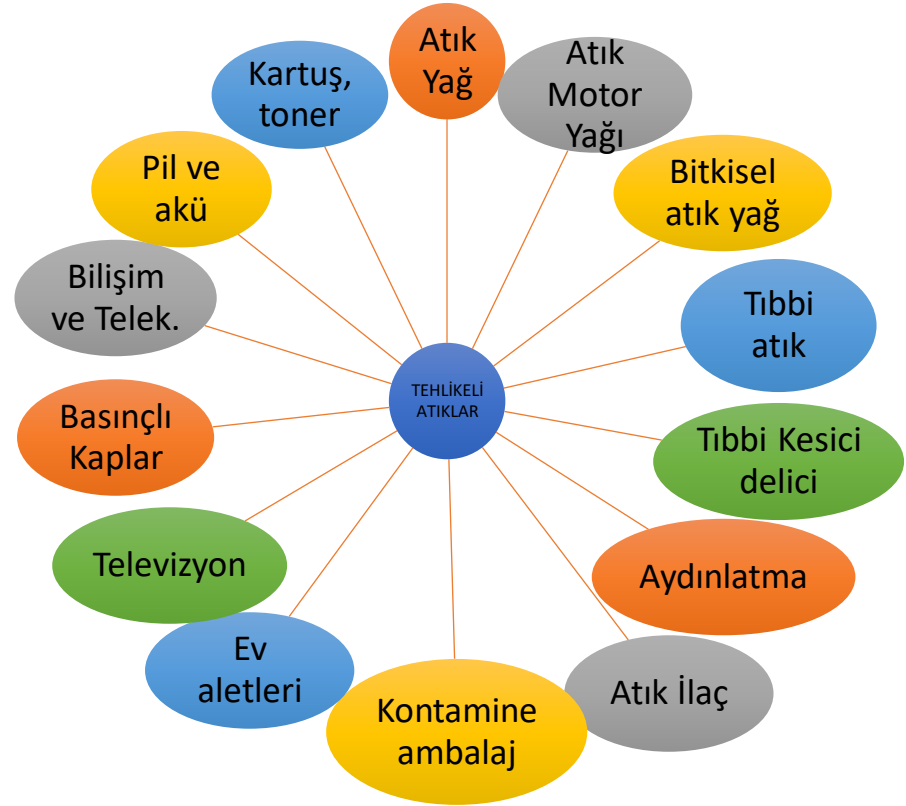 Atık
Yağ
Atık
Motor
Yağı
Bitkisel
atık yağ
Tıbbi
atık
Tıbbi Kesici
delici
Aydınlatma
Atık İlaç
Kontamine
ambalaj
Ev
aletleri
Televizyon
Basınçlı
Kaplar
Bilişim
ve Telek.
Pil ve
akü
Kartuş,
toner
TEHLİKELİ
ATIKLAR